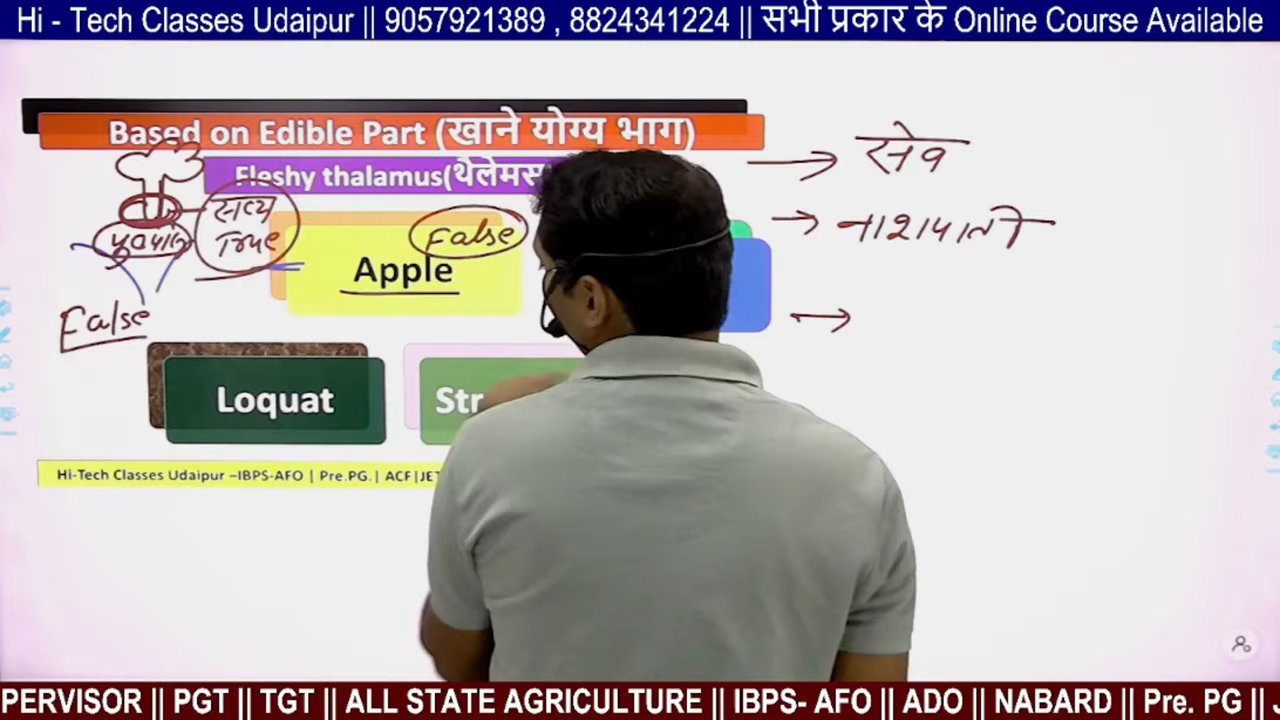 Hi - Tech Classes Udaipur || 9057921389 , 8824341224 || सभी प्रकार के Online Course Available
Based on Edible Part (खाने योग्य भाग)
Fleshy thalamus(थैलेमस
सेव
सत्य
True
False
नाशपाती
Apple
False
Loquat
Str
Hi-Tech Classes Udaipur –IBPS-AFO | Pre.PG.| ACF|JET
PERVISOR || PGT || TGT || ALL STATE AGRICULTURE || IBPS- AFO || ADO || NABARD || Pre. PG ||